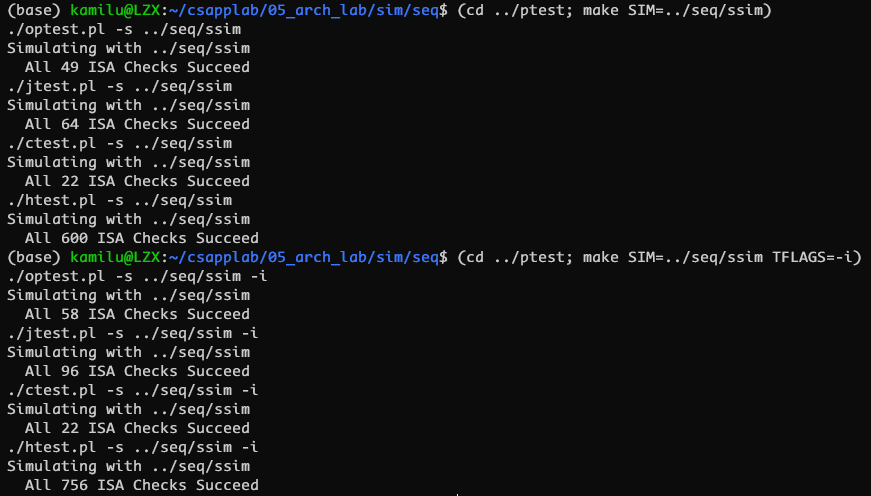 (base) kamilu@LZX:~/csapplab/05_arch_lab/sim/seq$ (cd ../ptest; make SIM=../seq/ssim)
./optest.pl -s ../seq/ssim
Simulating with ../seq/ssim
  All 49 ISA Checks Succeed
./jtest.pl -s ../seq/ssim
Simulating with ../seq/ssim
  All 64 ISA Checks Succeed
./ctest.pl -s ../seq/ssim
Simulating with ../seq/ssim
  All 22 ISA Checks Succeed
./htest.pl -s ../seq/ssim
Simulating with ../seq/ssim
  All 600 ISA Checks Succeed
(base) kamilu@LZX:~/csapplab/05_arch_lab/sim/seq$ (cd ../ptest; make SIM=../seq/ssim TFLAGS=-i)
./optest.pl -s ../seq/ssim -i
Simulating with ../seq/ssim
  All 58 ISA Checks Succeed
./jtest.pl -s ../seq/ssim -i
Simulating with ../seq/ssim
  All 96 ISA Checks Succeed
./ctest.pl -s ../seq/ssim -i
Simulating with ../seq/ssim
  All 22 ISA Checks Succeed
./htest.pl -s ../seq/ssim -i
Simulating with ../seq/ssim
  All 756 ISA Checks Succeed